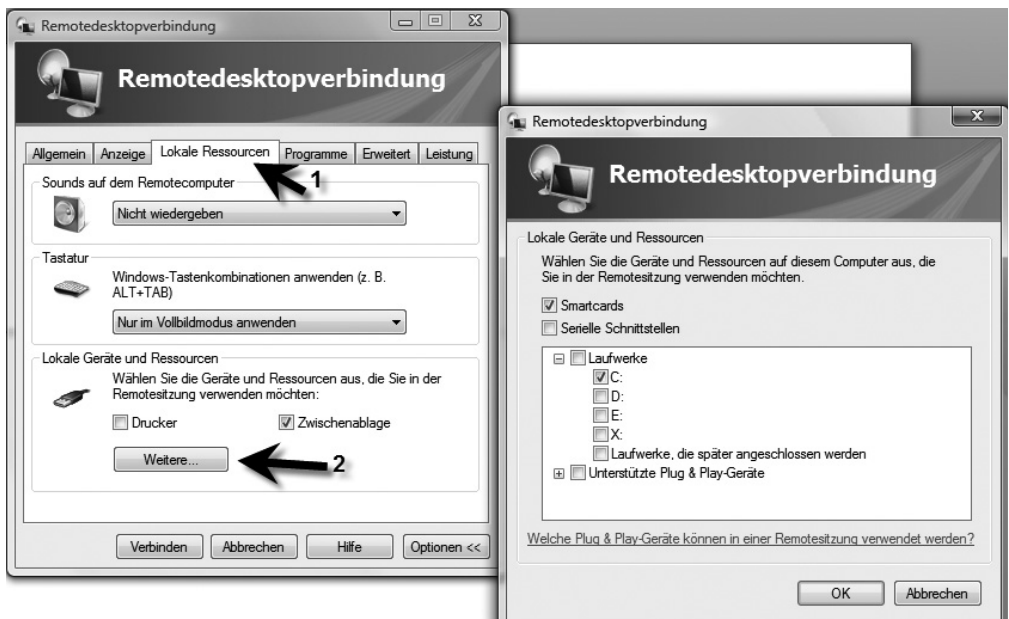 Remotedesktopverbindung
Remotedesktopverbindung
Allgemein Anzeige Lokale Ressourcen Programme Erweitert Leistung
1
Sounds auf dem Remotecomputer
Nicht wiedergeben
Tastatur
Windows-Tastenkombinationen anwenden (z. B.
ALT+TAB)
Nur im Vollbildmodus anwenden
Lokale Geräte und Ressourcen
Wählen Sie die Geräte und Ressourcen aus, die Sie in der
Remotesitzung verwenden möchten:
Drucker Zwischenablage
Weitere...
2
Verbinden Abbrechen Hilfe Optionen <<
Remotedesktopverbindung
Remotedesktopverbindung
Lokale Geräte und Ressourcen
Wählen Sie die Geräte und Ressourcen auf diesem Computer aus, die
Sie in der Remotesitzung verwenden möchten.
Smartcards
Serielle Schnittstellen
Laufwerke
C:
D:
E:
X:
Laufwerke, die später angeschlossen werden
Unterstützte Plug & Play-Geräte
Welche Plug & Play-Geräte können in einer Remotesitzung verwendet werden?
OK Abbrechen